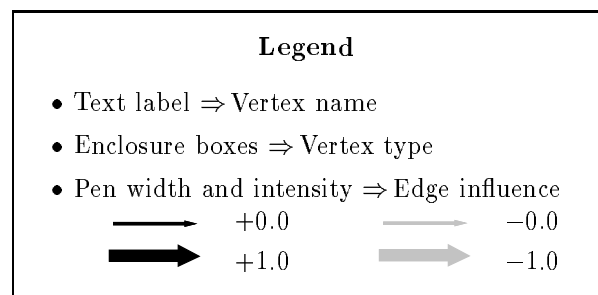 Legend
• Text label ⇒ Vertex name
• Enclosure boxes ⇒ Vertex type
• Pen width and intensity ⇒ Edge influence
+0.0 −0.0
+1.0 −1.0